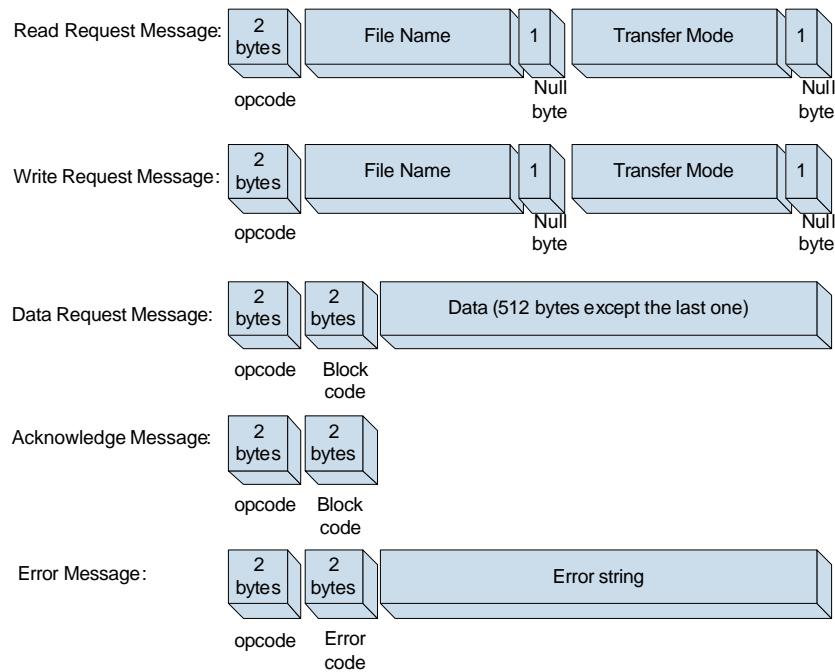 Read Request Message:
2
bytes
File Name
1
Transfer Mode
1
opcode
Null
byte
Null
byte
Write Request Message:
2
bytes
File Name
1
Transfer Mode
1
opcode
Null
byte
Null
byte
Data Request Message:
2
bytes
2
bytes
Data (512 bytes except the last one)
opcode
Block
code
Acknowledge Message:
2
bytes
2
bytes
opcode
Block
code
Error Message:
2
bytes
2
bytes
Error string
opcode
Error
code